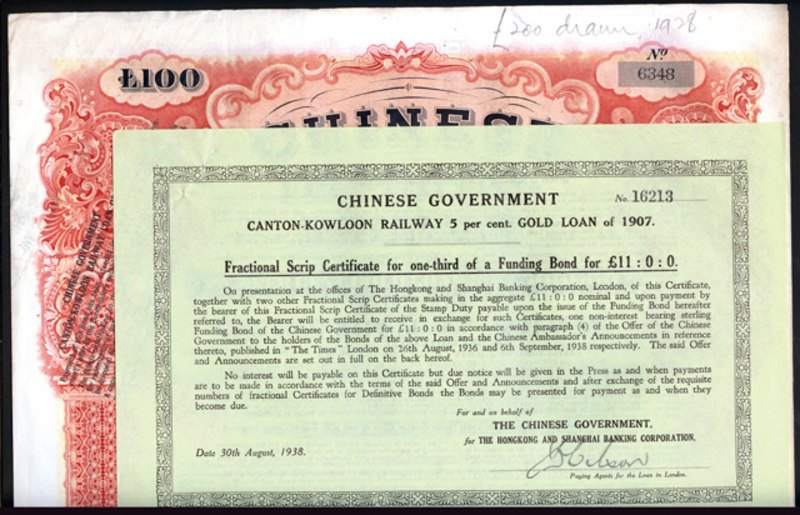 £200 drawn, 1928
£100
Nº
6348
CHINESE
CHINESE GOVERNMENT
No. 16213
CANTON-KOWLOON RAILWAY 5 per cent. GOLD LOAN of 1907.
Fractional Scrip Certificate for one-third of a Funding Bond for £11 : 0 : 0.
On presentation at the offices of The Hongkong and Shanghai Banking Corporation, London, of this Certificate,
together with two other Fractional Scrip Certificates making in the aggregate £11 : 0 : 0 nominal and upon payment by
the bearer of this Fractional Scrip Certificate of the Stamp Duty payable upon the issue of the Funding Bond hereafter
referred to, the Bearer will be entitled to receive in exchange for such Certificates, one non-interest bearing sterling
Funding Bond of the Chinese Government for £11 : 0 : 0 in accordance with paragraph (4) of the Offer of the Chinese
Government to the holders of the Bonds of the above Loan and the Chinese Ambassador's Announcements in reference
thereto, published in "The Times" London on 26th August, 1936 and 6th September, 1938 respectively. The said Offer
and Announcements are set out in full on the back hereof.
No interest will be payable on this Certificate but due notice will be given in the Press as and when payments
are to be made in accordance with the terms of the said Offer and Announcements and after exchange of the requisite
numbers of fractional Certificates for Definitive Bonds the Bonds may be presented for payment as and when they
become due.
For and on behalf of
THE CHINESE GOVERNMENT,
for THE HONGKONG AND SHANGHAI BANKING CORPORATION,
Date 30th August, 1938.
Paying Agents for the Loan in London.
CHINESE GOVERNMENT
CANTON-KOWLOON RAILWAY LOAN